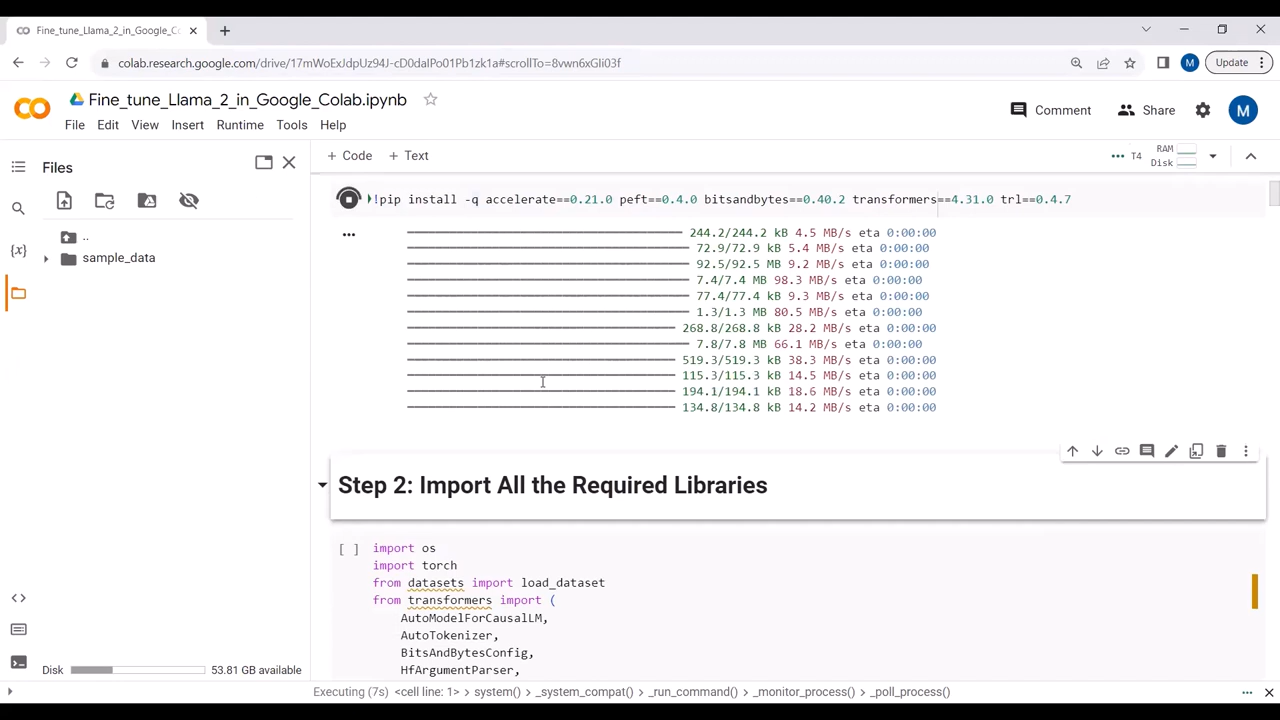 Fine_tune_Llama_2_in_Google_Co
colab.research.google.com/drive/17mWoExJdpUz94J-cD0daIPo01Pb1zk1a#scrollTo=8vwn6xGIi03f
M
Update
Fine_tune_Llama_2_in_Google_Colab.ipynb
Comment
Share
M
File Edit View Insert Runtime Tools Help
Files
+ Code + Text
T4
RAM
Disk
!pip install -q accelerate==0.21.0 peft==0.4.0 bitsandbytes==0.40.2 transformers==4.31.0 trl==0.4.7
..
sample_data
244.2/244.2 kB 4.5 MB/s eta 0:00:00
72.9/72.9 kB 5.4 MB/s eta 0:00:00
92.5/92.5 MB 9.2 MB/s eta 0:00:00
7.4/7.4 MB 98.3 MB/s eta 0:00:00
77.4/77.4 kB 9.3 MB/s eta 0:00:00
1.3/1.3 MB 80.5 MB/s eta 0:00:00
268.8/268.8 kB 28.2 MB/s eta 0:00:00
7.8/7.8 MB 66.1 MB/s eta 0:00:00
519.3/519.3 kB 38.3 MB/s eta 0:00:00
115.3/115.3 kB 14.5 MB/s eta 0:00:00
194.1/194.1 kB 18.6 MB/s eta 0:00:00
134.8/134.8 kB 14.2 MB/s eta 0:00:00
Step 2: Import All the Required Libraries
[ ] import os
import torch
from datasets import load_dataset
from transformers import (
AutoModelForCausalLM,
AutoTokenizer,
BitsAndBytesConfig,
HfArgumentParser,
Disk 53.81 GB available
Executing (7s) <cell line: 1> > system() > _system_compat() > _run_command() > _monitor_process() > _poll_process()